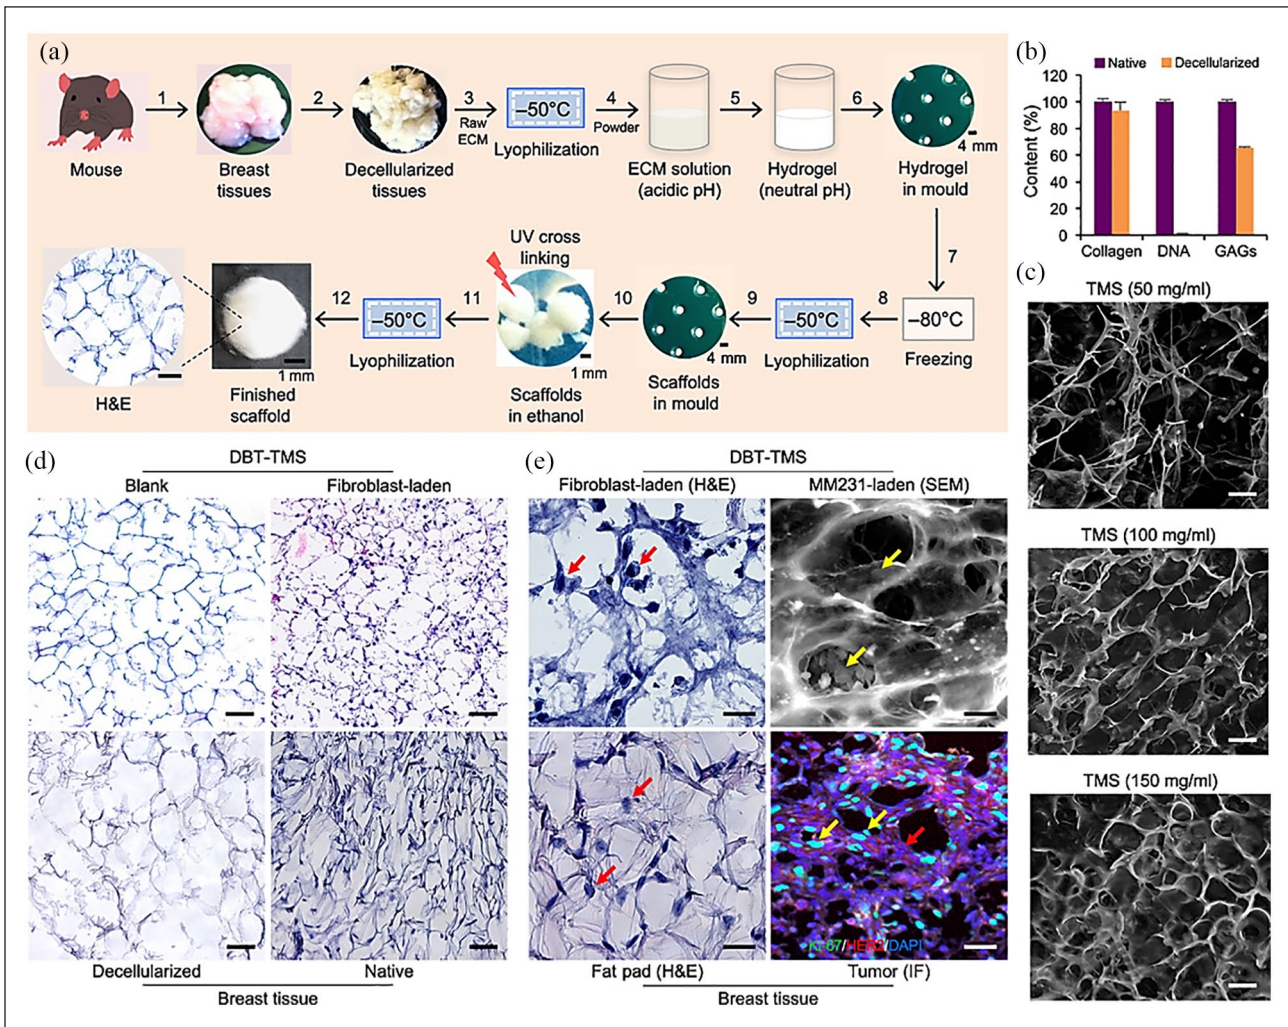 (a)
1
2
3
Raw
ECM
–50°C
4
Powder
5
6
4 mm
Mouse
Breast
tissues
Decellularized
tissues
Lyophilization
ECM solution
(acidic pH)
Hydrogel
(neutral pH)
Hydrogel
in mould
7
UV cross
linking
12
–50°C
11
10
9
–50°C
8
–80°C
1 mm
1 mm
4 mm
H&E
Finished
scaffold
Lyophilization
Scaffolds
in ethanol
Scaffolds
in mould
Lyophilization
Freezing
(b)
Native
Decellularized
Content (%)
120
100
80
60
40
20
0
Collagen
DNA
GAGs
(c)
TMS (50 mg/ml)
TMS (100 mg/ml)
TMS (150 mg/ml)
(d)
DBT-TMS
Blank
Fibroblast-laden
Decellularized
Native
Breast tissue
(e)
DBT-TMS
Fibroblast-laden (H&E)
MM231-laden (SEM)
Ki-67/HER2/DAPI
Fat pad (H&E)
Tumor (IF)
Breast tissue